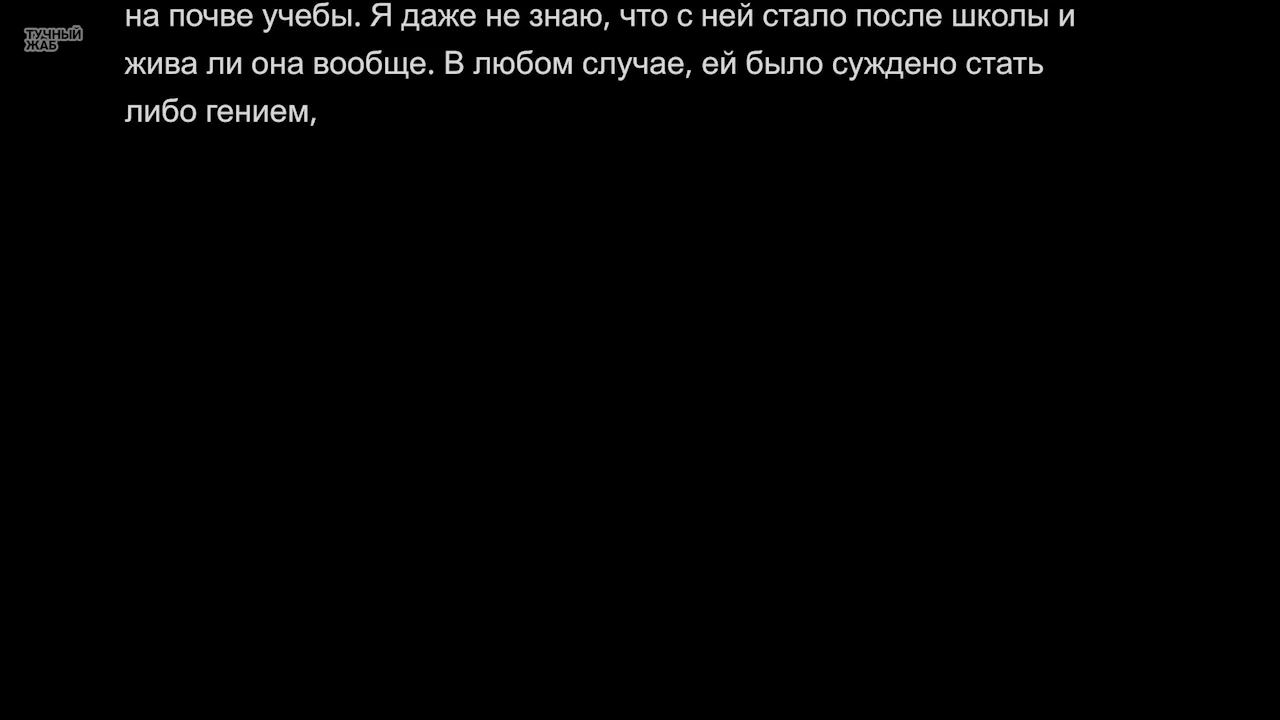 ТУЧНЫЙ
ЖАБ
на почве учебы. Я даже не знаю, что с ней стало после школы и
жива ли она вообще. В любом случае, ей было суждено стать
либо гением,